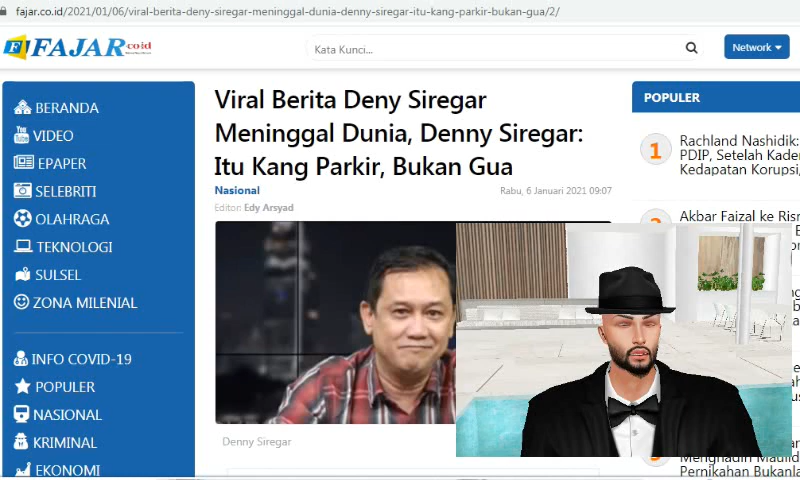 fajar.co.id/2021/01/06/viral-berita-deny-siregar-meninggal-dunia-denny-siregar-itu-kang-parkir-bukan-gua/2/
FAJAR co.id
Kata Kunci...
Network
BERANDA
VIDEO
EPAPER
SELEBRITI
OLAHRAGA
TEKNOLOGI
SULSEL
ZONA MILENIAL
INFO COVID-19
POPULER
NASIONAL
KRIMINAL
EKONOMI
Viral Berita Deny Siregar
Meninggal Dunia, Denny Siregar:
Itu Kang Parkir, Bukan Gua
Nasional
Rabu, 6 Januari 2021 09:07
Editor: Edy Arsyad
Denny Siregar
POPULER
1
Rachland Nashidik:
PDIP, Setelah Kader
Kedapatan Korupsi,
Akbar Faizal ke Rism
Pernikahan Bukanla